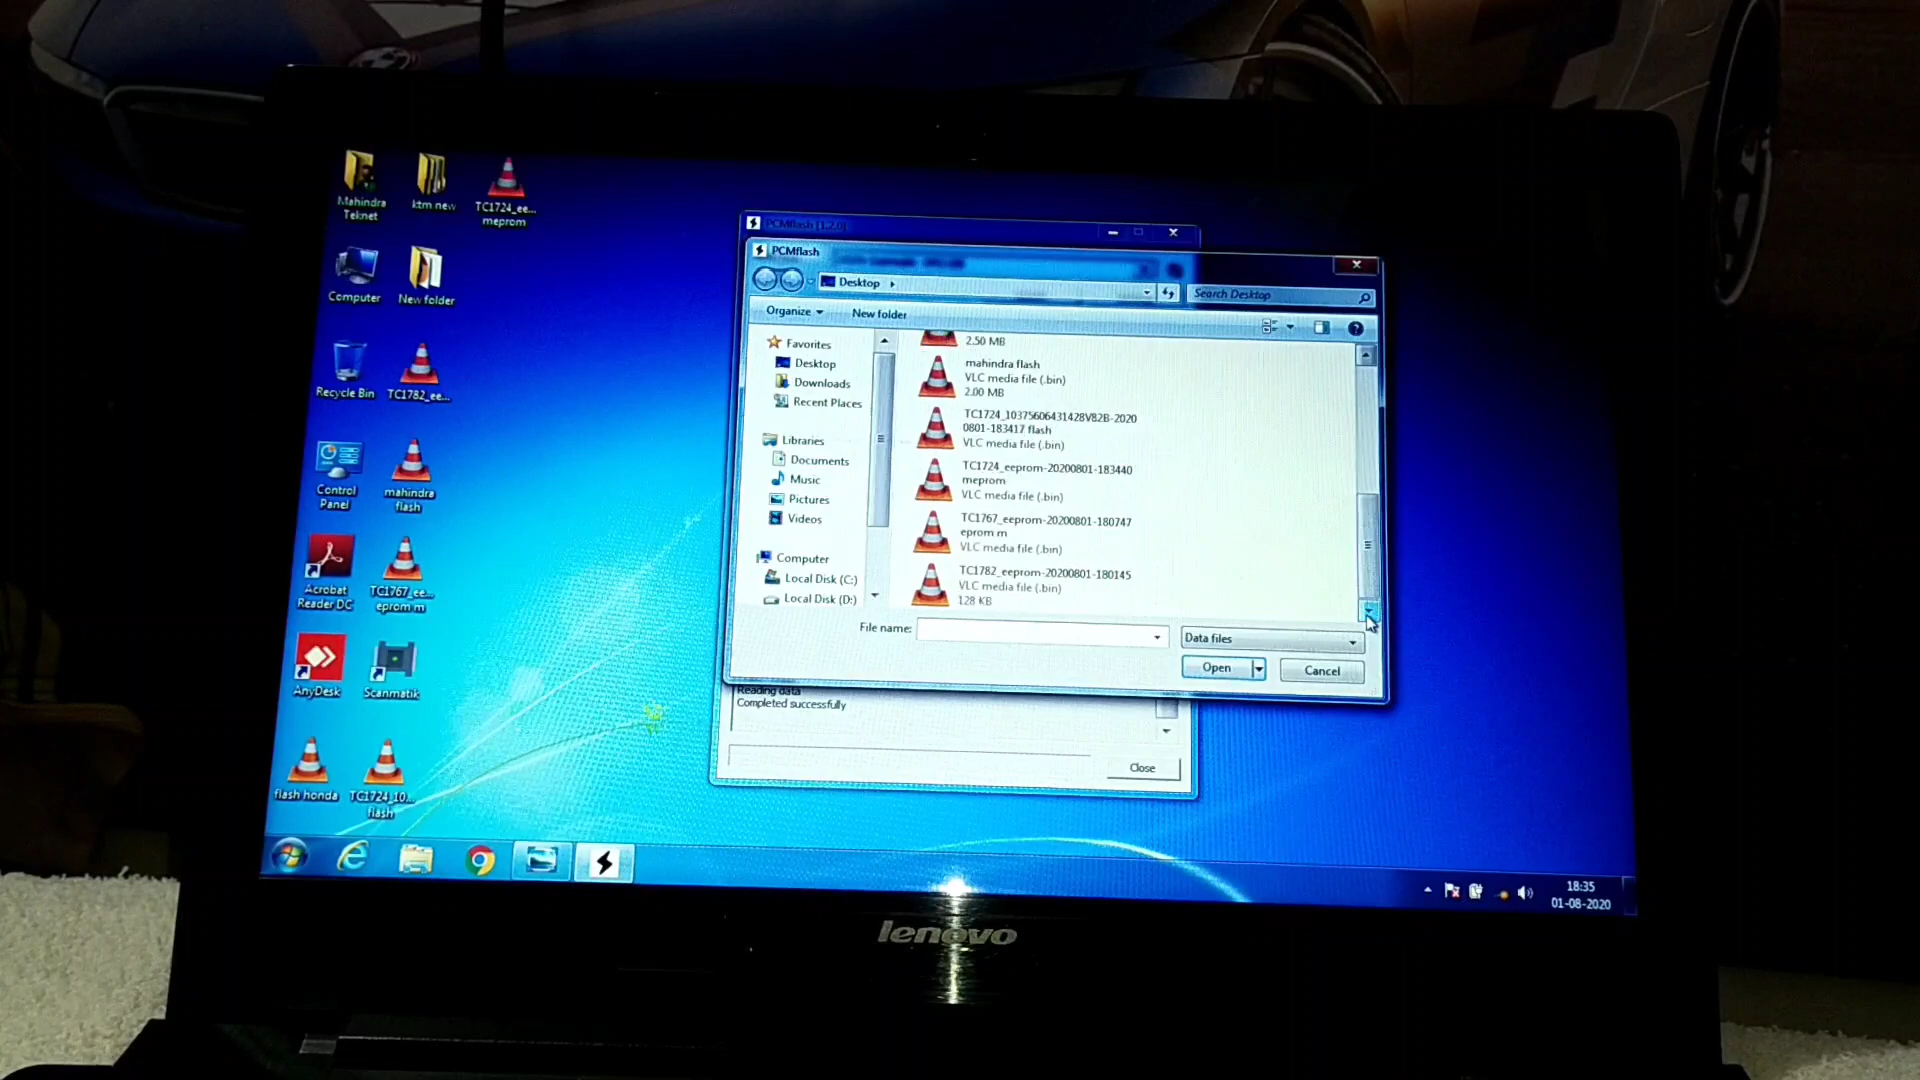 Mahindra
Teknet
ktm new
TC1724_ee...
meprom
Computer
New folder
Recycle Bin
TC1782_ee...
Control
Panel
mahindra
flash
Acrobat
Reader DC
TC1767_ee...
eprom m
AnyDesk
Scanmatik
flash honda
TC1724_10...
flash
PCMflash [1.2.0]
PCMflash
Desktop
Search Desktop
Organize
New folder
Favorites
Desktop
Downloads
Recent Places
Libraries
Documents
Music
Pictures
Videos
Computer
Local Disk (C:)
Local Disk (D:)
2.50 MB
mahindra flash
VLC media file (.bin)
2.00 MB
TC1724_10375606431428V82B-2020
0801-183417 flash
VLC media file (.bin)
TC1724_eeprom-20200801-183440
meprom
VLC media file (.bin)
TC1767_eeprom-20200801-180747
eprom m
VLC media file (.bin)
TC1782_eeprom-20200801-180145
VLC media file (.bin)
128 KB
File name:
Data files
Open
Cancel
Reading data
Completed successfully
Close
18:35
01-08-2020
lenovo